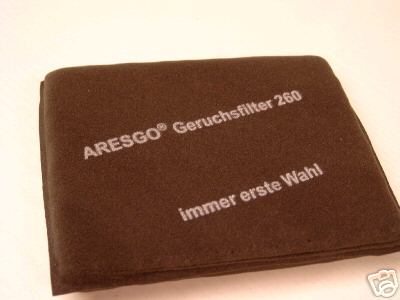 ARESGO® Geruchsfilter 260
immer erste Wahl